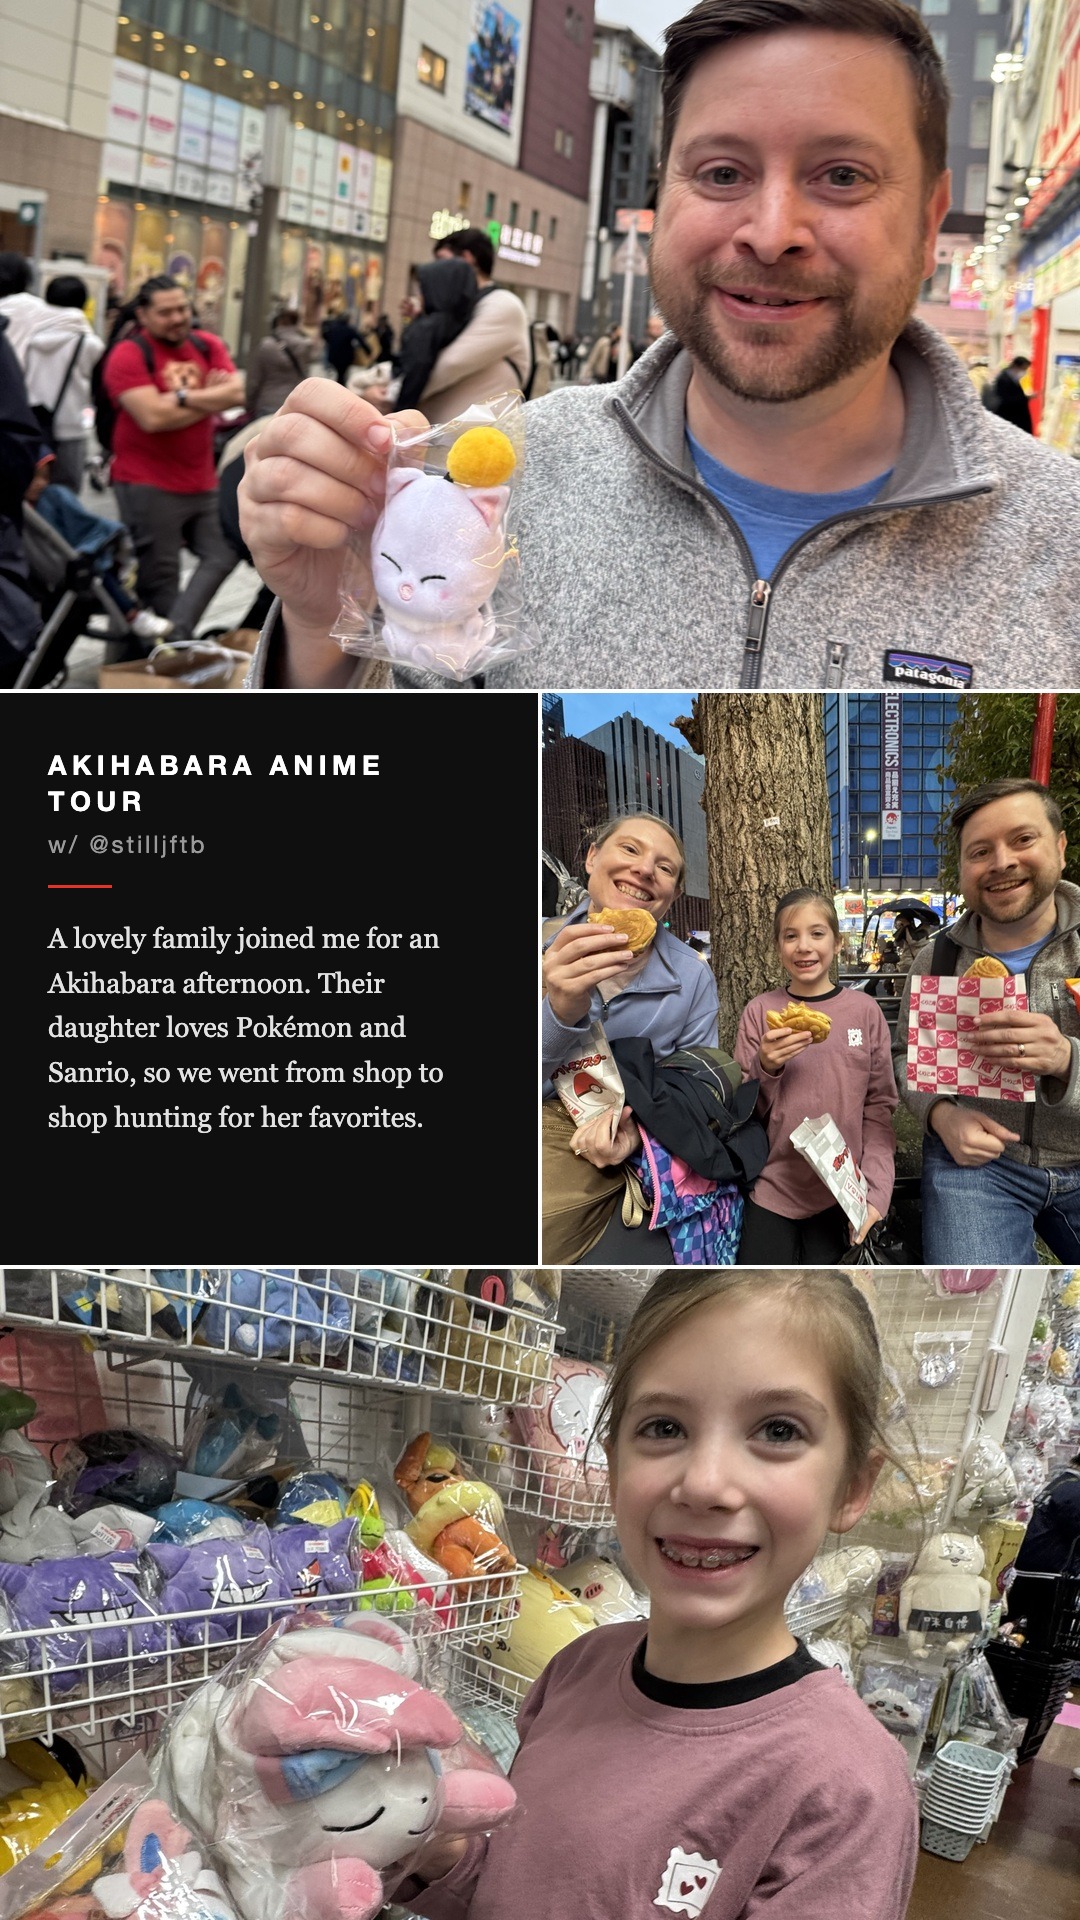 patagonia
AKIHABARA ANIME
TOUR
w/ @stilljftb
A lovely family joined me for an
Akihabara afternoon. Their
daughter loves Pokémon and
Sanrio, so we went from shop to
shop hunting for her favorites.
ELECTRONICS